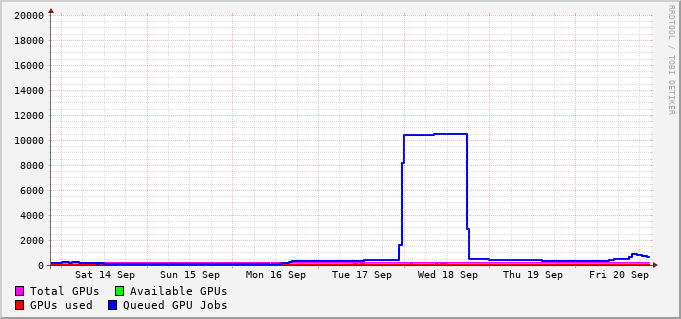 20000
18000
16000
14000
12000
10000
8000
6000
4000
2000
0
Sat 14 Sep Sun 15 Sep Mon 16 Sep Tue 17 Sep Wed 18 Sep Thu 19 Sep Fri 20 Sep
Total GPUs Available GPUs
GPUs used Queued GPU Jobs
RRDTOOL / TOBI OETIKER